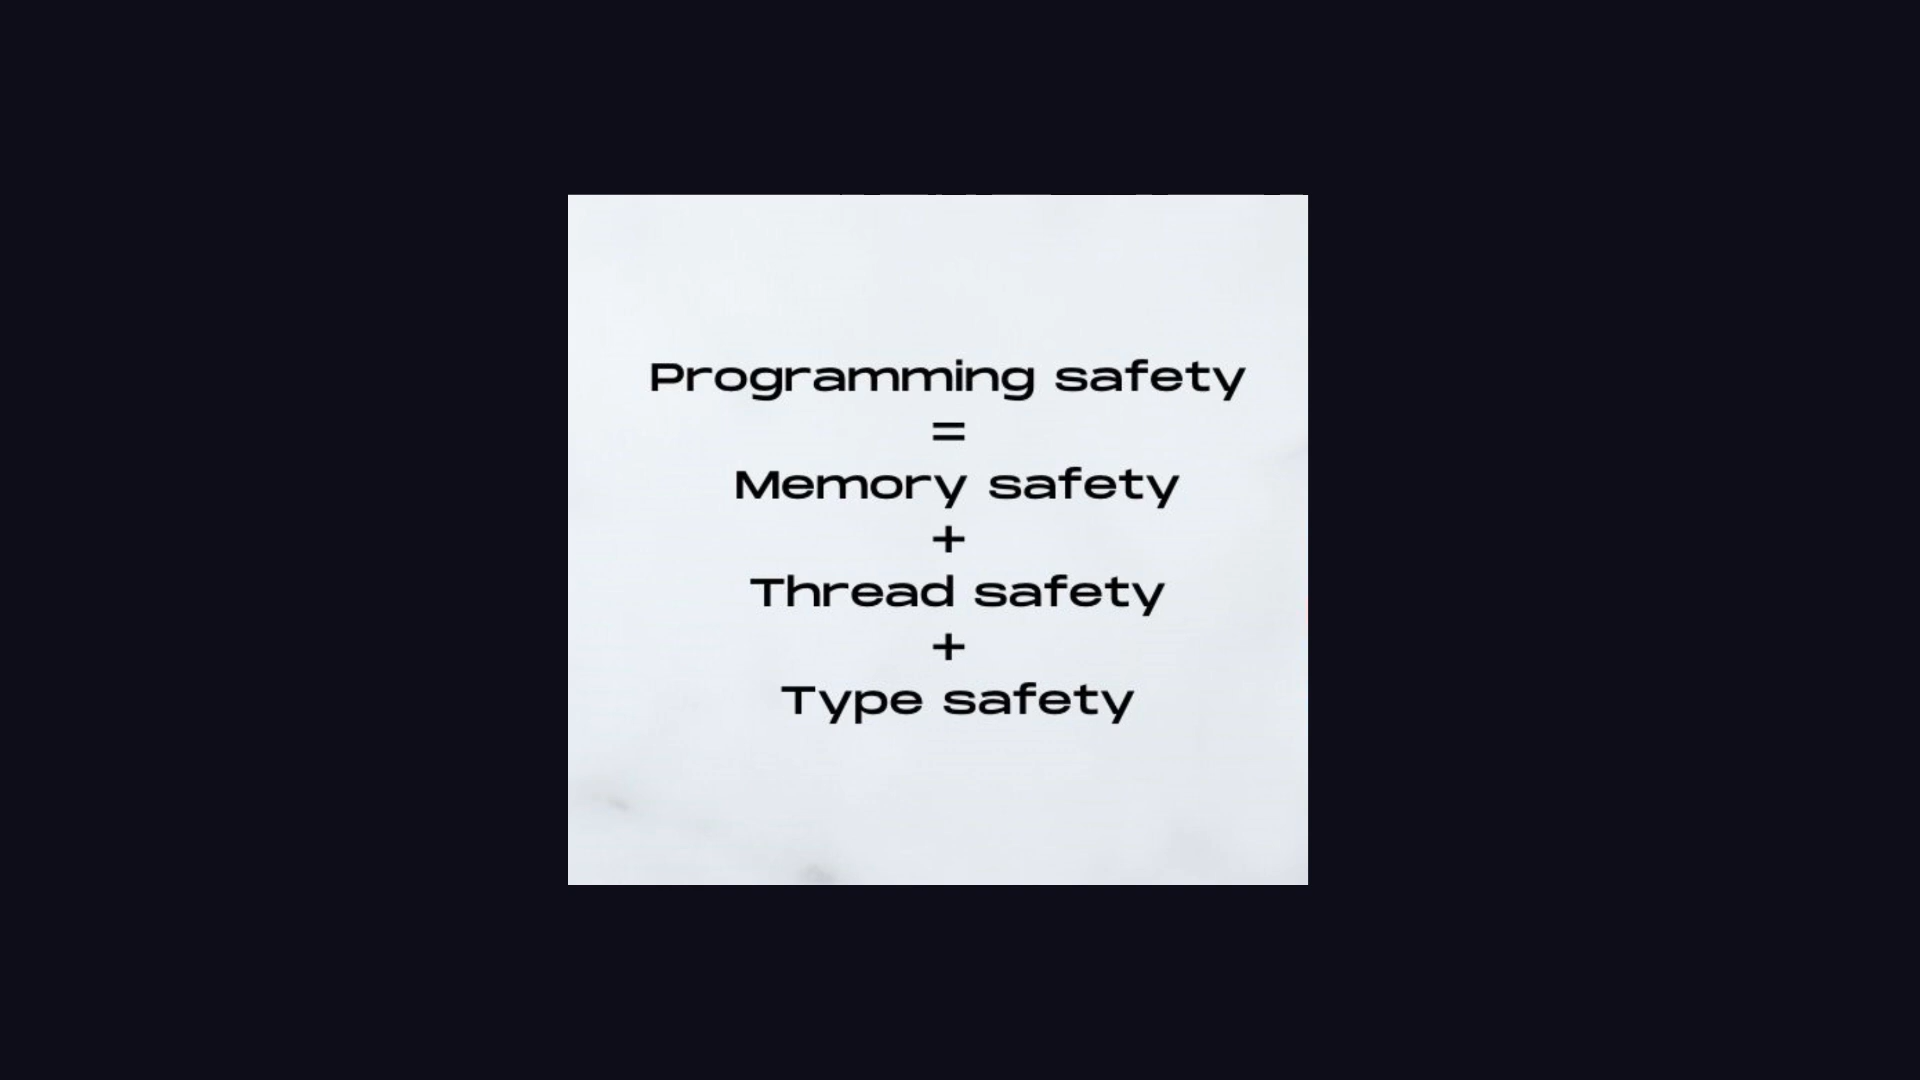 Programming safety
=
Memory safety
+
Thread safety
+
Type safety